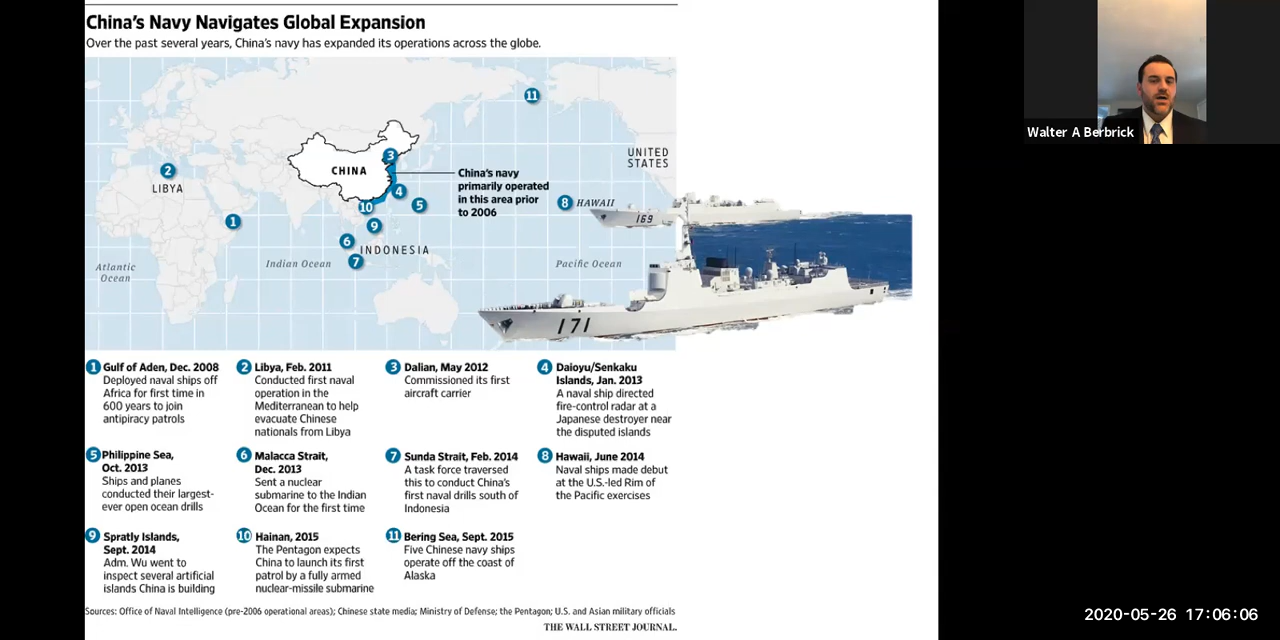 China's Navy Navigates Global Expansion
Over the past several years, China's navy has expanded its operations across the globe.
11
UNITED
STATES
3
CHINA
China's navy
primarily operated
in this area prior
to 2006
2
LIBYA
4
10
5
8 HAWAII
169
1
9
6
INDONESIA
7
Atlantic
Ocean
Indian Ocean
Pacific Ocean
171
1 Gulf of Aden, Dec. 2008
Deployed naval ships off
Africa for first time in
600 years to join
antipiracy patrols
2 Libya, Feb. 2011
Conducted first naval
operation in the
Mediterranean to help
evacuate Chinese
nationals from Libya
3 Dalian, May 2012
Commissioned its first
aircraft carrier
4 Daioyu/Senkaku
Islands, Jan. 2013
A naval ship directed
fire-control radar at a
Japanese destroyer near
the disputed islands
5 Philippine Sea,
Oct. 2013
Ships and planes
conducted their largest-
ever open ocean drills
6 Malacca Strait,
Dec. 2013
Sent a nuclear
submarine to the Indian
Ocean for the first time
7 Sunda Strait, Feb. 2014
A task force traversed
this to conduct China's
first naval drills south of
Indonesia
8 Hawaii, June 2014
Naval ships made debut
at the U.S.-led Rim of
the Pacific exercises
9 Spratly Islands,
Sept. 2014
Adm. Wu went to
inspect several artificial
islands China is building
10 Hainan, 2015
The Pentagon expects
China to launch its first
patrol by a fully armed
nuclear-missile submarine
11 Bering Sea, Sept. 2015
Five Chinese navy ships
operate off the coast of
Alaska
Sources: Office of Naval Intelligence (pre-2006 operational areas); Chinese state media; Ministry of Defense; the Pentagon; U.S. and Asian military officials
THE WALL STREET JOURNAL.
Walter A Berbrick
2020-05-26 17:06:06